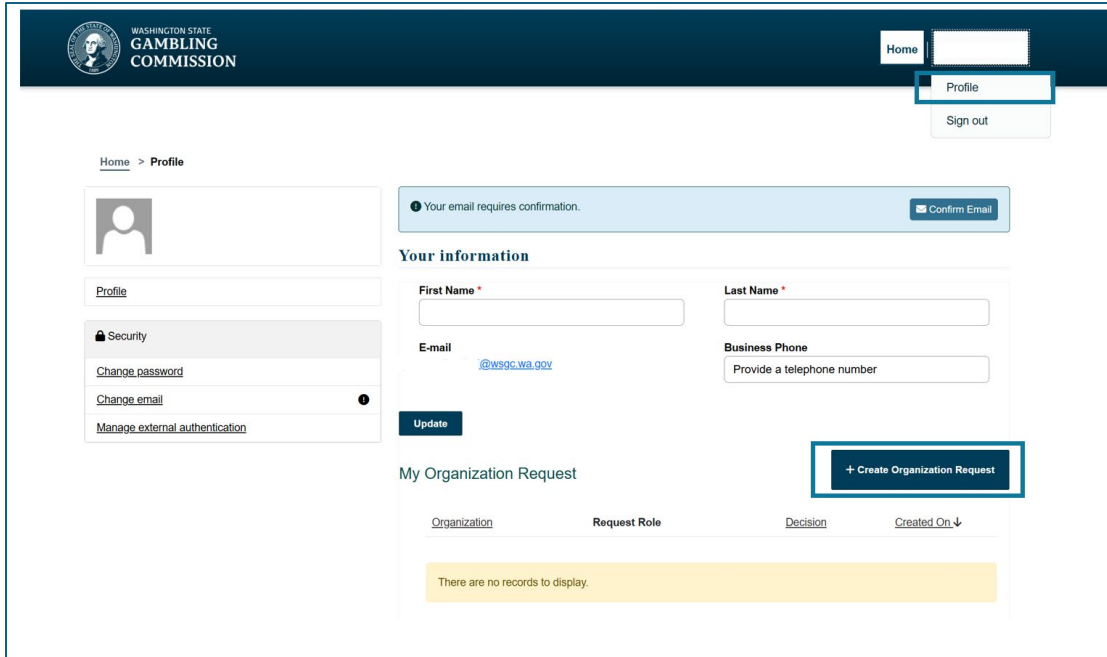 WASHINGTON STATE
GAMBLING
COMMISSION
Home |
Profile
Sign out
Home > Profile
Your email requires confirmation.
Confirm Email
Your information
Profile
First Name *
Last Name *
Security
E-mail
Business Phone
@wsgc.wa.gov
Provide a telephone number
Change password
Change email
Manage external authentication
Update
My Organization Request
+ Create Organization Request
Organization Request Role Decision Created On ↓
There are no records to display.